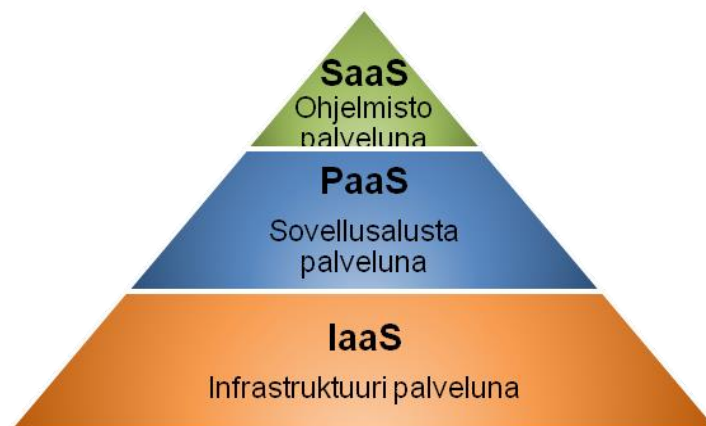 SaaS
Ohjelmisto
palveluna
PaaS
Sovellusalusta
palveluna
IaaS
Infrastruktuuri palveluna